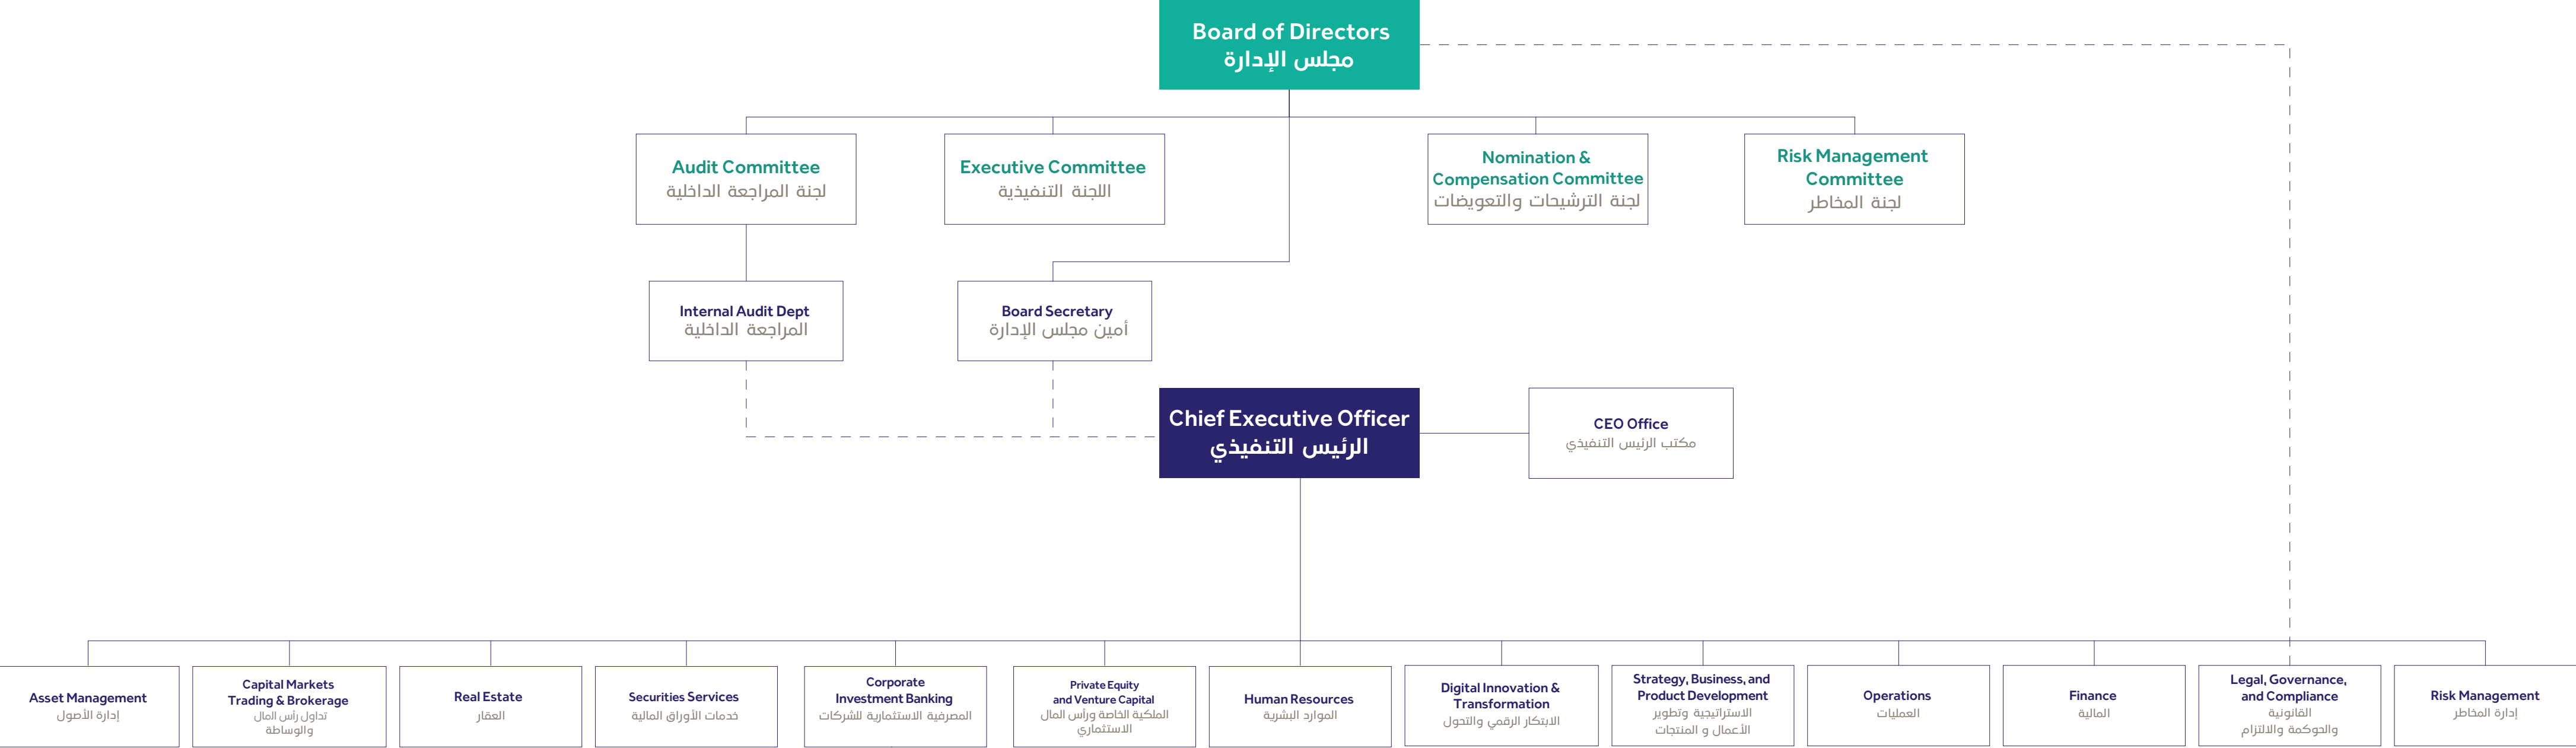 Board of Directors
مجلس الإدارة
Audit Committee
لجنة المراجعة الداخلية
Executive Committee
اللجنة التنفيذية
Nomination &
Compensation Committee
لجنة الترشيحات والتعويضات
Risk Management
Committee
لجنة المخاطر
Internal Audit Dept
المراجعة الداخلية
Board Secretary
أمين مجلس الإدارة
Chief Executive Officer
الرئيس التنفيذي
CEO Office
مكتب الرئيس التنفيذي
Asset Management
إدارة الأصول
Capital Markets
Trading & Brokerage
تداول رأس المال
والوساطة
Real Estate
العقار
Securities Services
خدمات الأوراق المالية
Corporate
Investment Banking
المصرفية الاستثمارية للشركات
Private Equity
and Venture Capital
الملكية الخاصة ورأس المال
الاستثماري
Human Resources
الموارد البشرية
Digital Innovation &
Transformation
الابتكار الرقمي والتحول
Strategy, Business, and
Product Development
الاستراتيجية وتطوير
الأعمال و المنتجات
Operations
العمليات
Finance
المالية
Legal, Governance,
and Compliance
القانونية
والحوكمة والالتزام
Risk Management
إدارة المخاطر